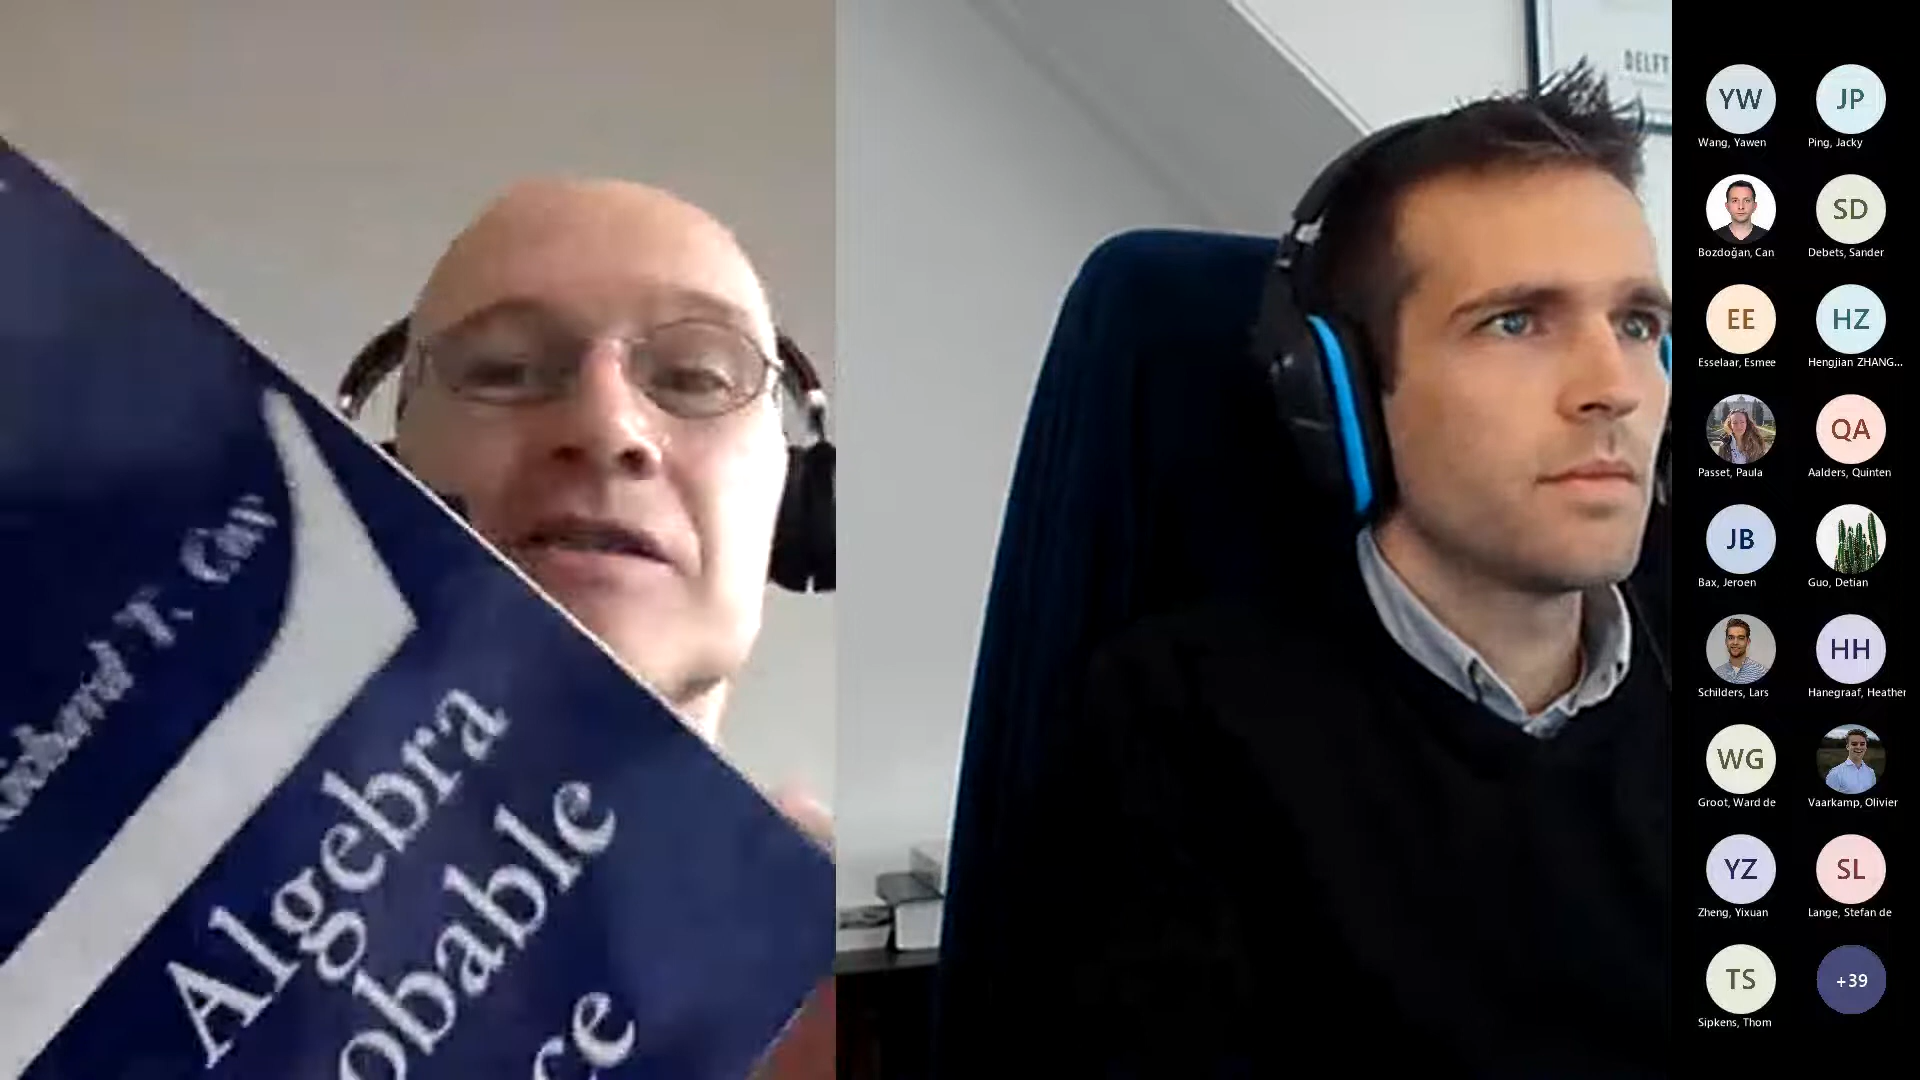 Algebra
DELFT
YW
JP
Wang, Yawen
Ping, Jacky
SD
Bozdoğan, Can
Debets, Sander
EE
HZ
Esselaar, Esmee
Hengjian ZHANG...
QA
Passet, Paula
Aalders, Quinten
JB
Bax, Jeroen
Guo, Detian
HH
Schilders, Lars
Hanegraaf, Heather
WG
Groot, Ward de
Vaarkamp, Olivier
YZ
SL
Zheng, Yixuan
Lange, Stefan de
TS
+39
Sipkens, Thom